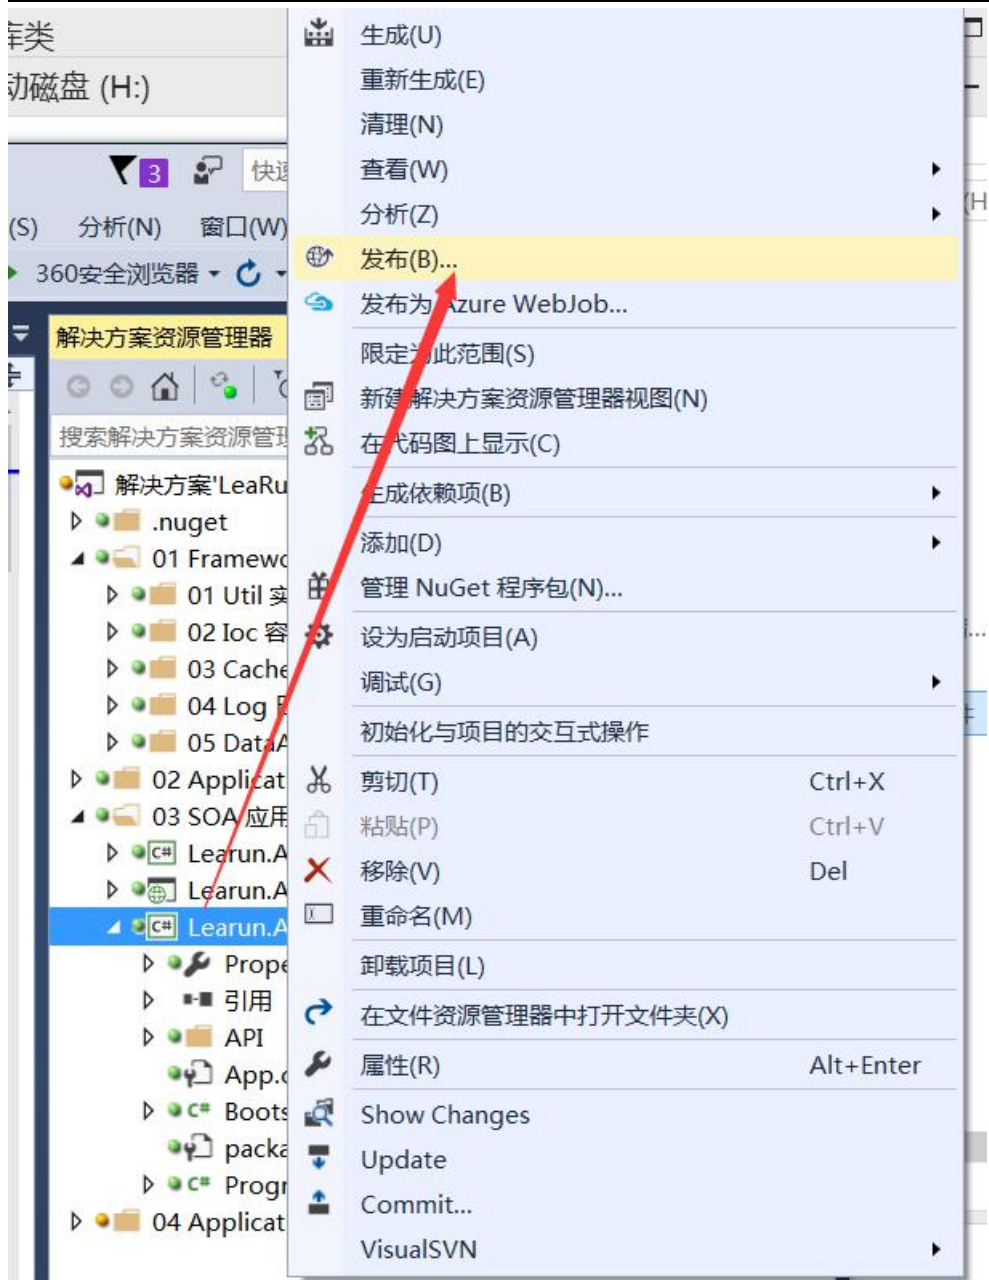 库类
动磁盘 (H:)
3
快速
(S) 分析(N) 窗口(W)
360安全浏览器
解决方案资源管理器
搜索解决方案资源管理
解决方案'LeaRu
.nuget
01 Framewo
01 Util 实
02 Ioc 容
03 Cache
04 Log
05 DataA
02 Applicat
03 SOA 应用
Learun.A
Learun.A
Learun.A
Prope
引用
API
App.c
C# Boots
packa
C# Progr
04 Applicat
生成(U)
重新生成(E)
清理(N)
查看(W)
分析(Z)
发布(B)...
发布为 Azure WebJob...
限定为此范围(S)
新建解决方案资源管理器视图(N)
在代码图上显示(C)
生成依赖项(B)
添加(D)
管理 NuGet 程序包(N)...
设为启动项目(A)
调试(G)
初始化与项目的交互式操作
剪切(T) Ctrl+X
粘贴(P) Ctrl+V
移除(V) Del
重命名(M)
卸载项目(L)
在文件资源管理器中打开文件夹(X)
属性(R) Alt+Enter
Show Changes
Update
Commit...
VisualSVN
(H